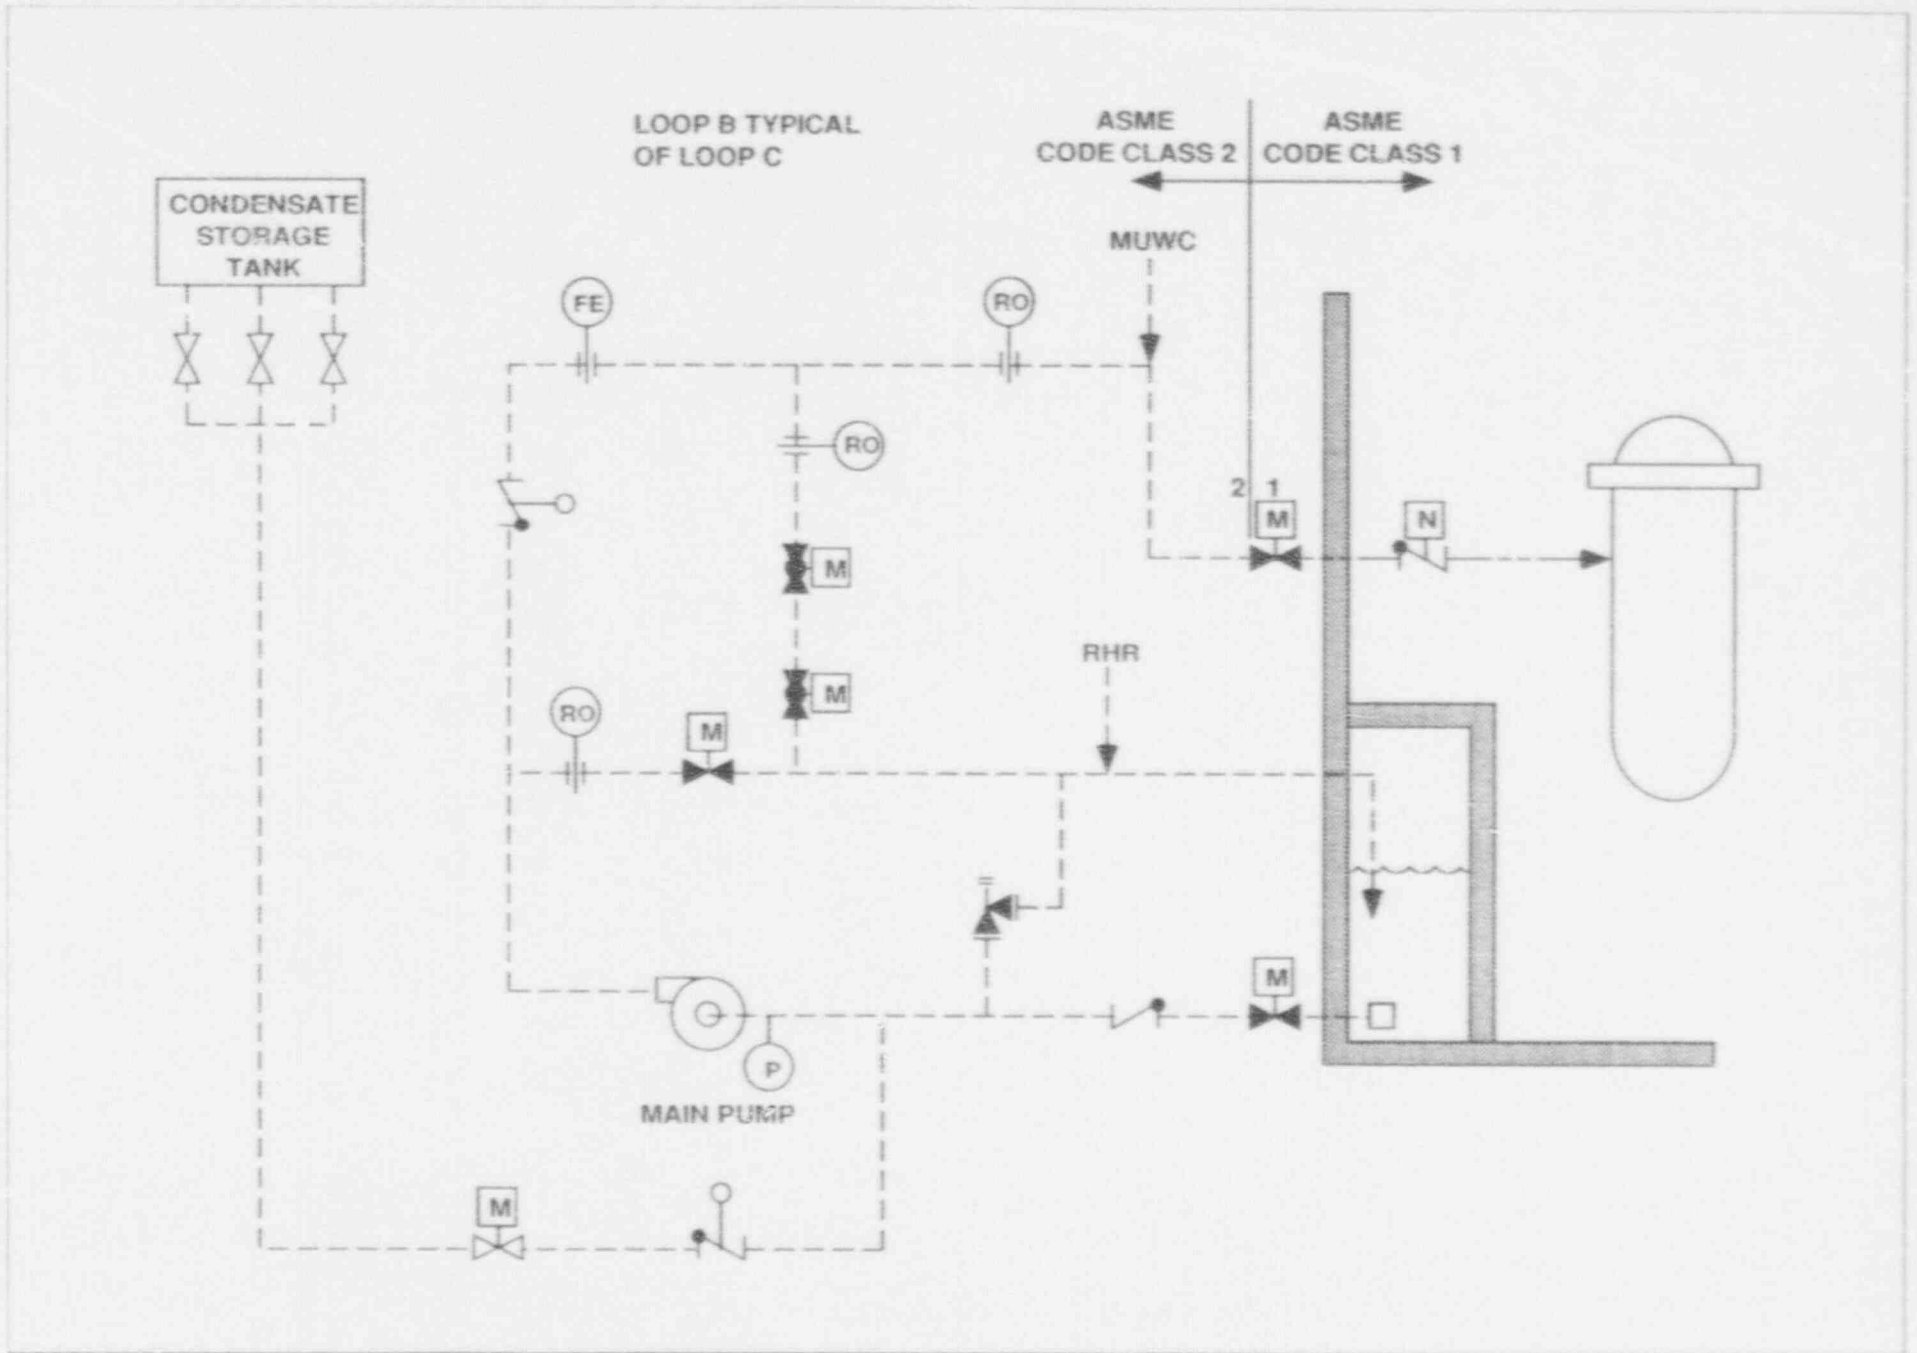 LOOP B TYPICAL
OF LOOP C
ASME
CODE CLASS 2
ASME
CODE CLASS 1
CONDENSATE
STORAGE
TANK
MUWC
FE
RO
RO
2 1
M
N
M
RHR
M
RO
M
M
P
MAIN PUMP
M